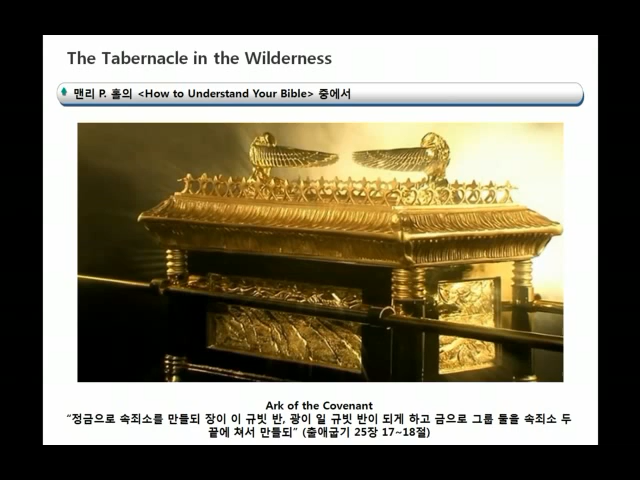 The Tabernacle in the Wilderness
맨리 P. 홀의 <How to Understand Your Bible> 중에서
Ark of the Covenant
“정금으로 속죄소를 만들되 장이 이 규빗 반, 광이 일 규빗 반이 되게 하고 금으로 그룹 둘을 속죄소 두
끝에 쳐서 만들되” (출애굽기 25장 17~18절)